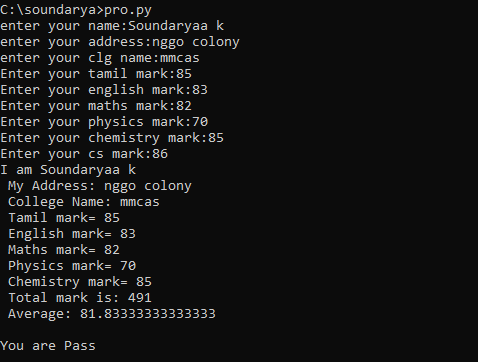 C:\soundarya>pro.py
enter your name:Soundaryaa k
enter your address:nggo colony
enter your clg name:mmcas
Enter your tamil mark:85
Enter your english mark:83
Enter your maths mark:82
Enter your physics mark:70
Enter your chemistry mark:85
Enter your cs mark:86
I am Soundaryaa k
 My Address: nggo colony
 College Name: mmcas
 Tamil mark= 85
 English mark= 83
 Maths mark= 82
 Physics mark= 70
 Chemistry mark= 85
 Total mark is: 491
 Average: 81.83333333333333
You are Pass